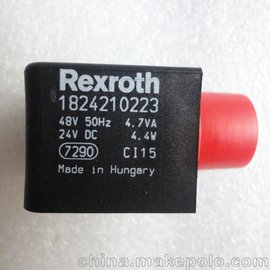 Rexroth
1824210223
48V 50Hz 4.7VA
24V DC 4.4W
7290 CI15
Made in Hungary
china.makepolo.com